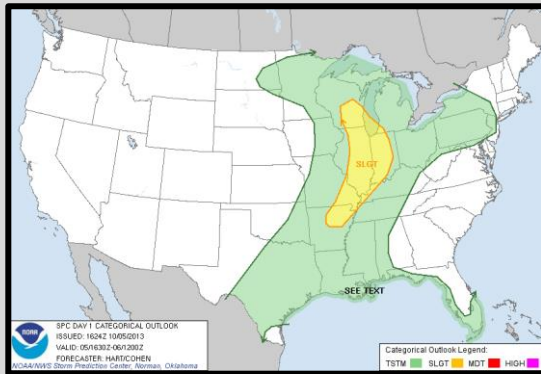 SLGT
SEE TEXT
NOAA
SPC DAY 1 CATEGORICAL OUTLOOK
ISSUED: 1624Z 10/05/2013
VALID: 05/1630Z-06/1200Z
FORECASTER: HART/COHEN
NOAA/NWS Storm Prediction Center, Norman, Oklahoma
Categorical Outlook Legend:
TSTM SLGT MDT HIGH